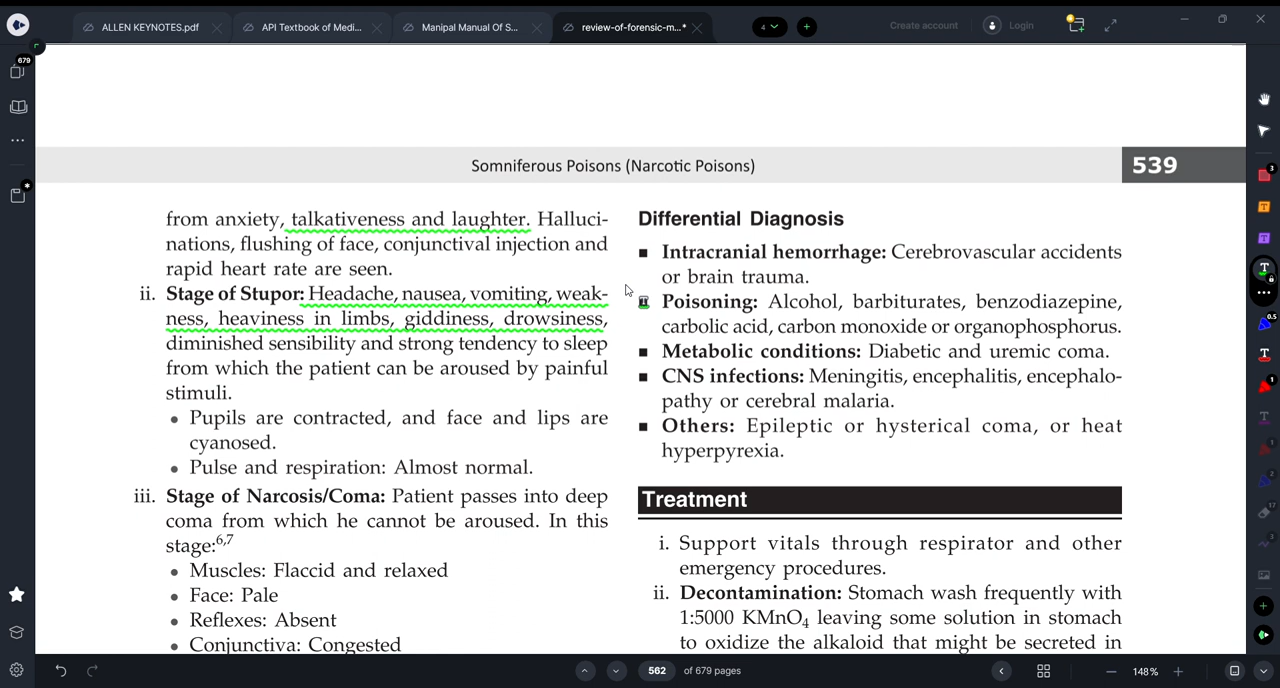 ALLEN KEYNOTES.pdf
API Textbook of Medi...
Manipal Manual Of S...
review-of-forensic-m...*
4
Create account
Login
679
Somniferous Poisons (Narcotic Poisons)
539
from anxiety, talkativeness and laughter. Halluci-
nations, flushing of face, conjunctival injection and
rapid heart rate are seen.
ii. Stage of Stupor: Headache, nausea, vomiting, weak-
ness, heaviness in limbs, giddiness, drowsiness,
diminished sensibility and strong tendency to sleep
from which the patient can be aroused by painful
stimuli.
• Pupils are contracted, and face and lips are
cyanosed.
• Pulse and respiration: Almost normal.
iii. Stage of Narcosis/Coma: Patient passes into deep
coma from which he cannot be aroused. In this
stage:6,7
• Muscles: Flaccid and relaxed
• Face: Pale
• Reflexes: Absent
• Conjunctiva: Congested
Differential Diagnosis
▪ Intracranial hemorrhage: Cerebrovascular accidents
or brain trauma.
Poisoning: Alcohol, barbiturates, benzodiazepine,
carbolic acid, carbon monoxide or organophosphorus.
▪ Metabolic conditions: Diabetic and uremic coma.
▪ CNS infections: Meningitis, encephalitis, encephalo-
pathy or cerebral malaria.
▪ Others: Epileptic or hysterical coma, or heat
hyperpyrexia.
Treatment
i. Support vitals through respirator and other
emergency procedures.
ii. Decontamination: Stomach wash frequently with
1:5000 KMnO4 leaving some solution in stomach
to oxidize the alkaloid that might be secreted in
3
T
T
T
0.5
T
1
T
1
2
17
3
562 of 679 pages
148%